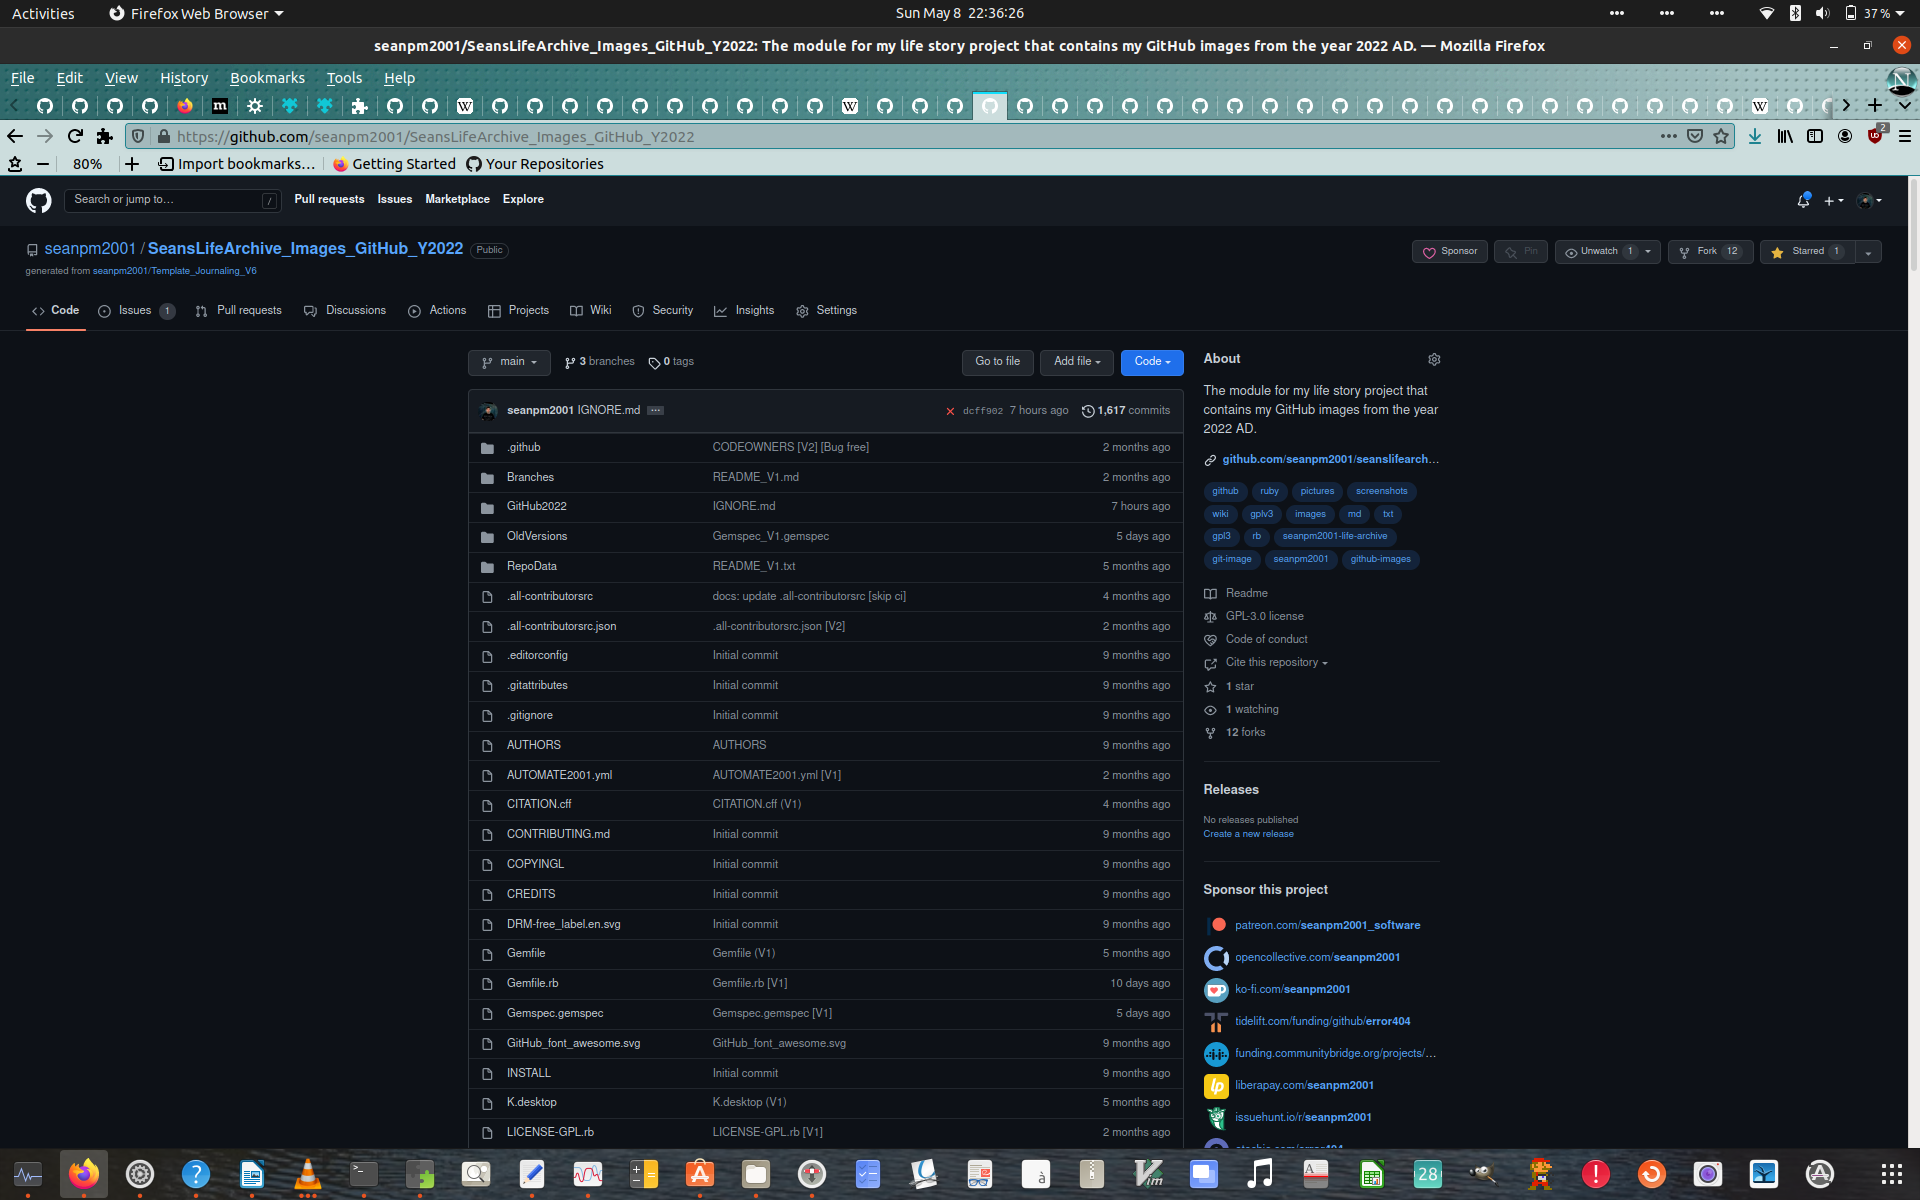 Activities Firefox Web Browser Sun May 8 22:36:26 37 %
seanpm2001/SeansLifeArchive_Images_GitHub_Y2022: The module for my life story project that contains my GitHub images from the year 2022 AD. — Mozilla Firefox
File Edit View History Bookmarks Tools Help
https://github.com/seanpm2001/SeansLifeArchive_Images_GitHub_Y2022 2
80% Import bookmarks… Getting Started Your Repositories
Search or jump to… / Pull requests Issues Marketplace Explore
seanpm2001 / SeansLifeArchive_Images_GitHub_Y2022 Public Sponsor Pin Unwatch 1 Fork 12 Starred 1
generated from seanpm2001/Template_Journaling_V6
Code Issues 1 Pull requests Discussions Actions Projects Wiki Security Insights Settings
main 3 branches 0 tags Go to file Add file Code
seanpm2001 IGNORE.md dcff902 7 hours ago 1,617 commits
.github CODEOWNERS [V2] [Bug free] 2 months ago
Branches README_V1.md 2 months ago
GitHub2022 IGNORE.md 7 hours ago
OldVersions Gemspec_V1.gemspec 5 days ago
RepoData README_V1.txt 5 months ago
.all-contributorsrc docs: update .all-contributorsrc [skip ci] 4 months ago
.all-contributorsrc.json .all-contributorsrc.json [V2] 2 months ago
.editorconfig Initial commit 9 months ago
.gitattributes Initial commit 9 months ago
.gitignore Initial commit 9 months ago
AUTHORS AUTHORS 9 months ago
AUTOMATE2001.yml AUTOMATE2001.yml [V1] 2 months ago
CITATION.cff CITATION.cff (V1) 4 months ago
CONTRIBUTING.md Initial commit 9 months ago
COPYINGL Initial commit 9 months ago
CREDITS Initial commit 9 months ago
DRM-free_label.en.svg Initial commit 9 months ago
Gemfile Gemfile (V1) 5 months ago
Gemfile.rb Gemfile.rb [V1] 10 days ago
Gemspec.gemspec Gemspec.gemspec [V1] 5 days ago
GitHub_font_awesome.svg GitHub_font_awesome.svg 9 months ago
INSTALL Initial commit 9 months ago
K.desktop K.desktop (V1) 5 months ago
LICENSE-GPL.rb LICENSE-GPL.rb [V1] 2 months ago
About
The module for my life story project that
contains my GitHub images from the year
2022 AD.
github.com/seanpm2001/seanslifearch…
github ruby pictures screenshots
wiki gplv3 images md txt
gpl3 rb seanpm2001-life-archive
git-image seanpm2001 github-images
Readme
GPL-3.0 license
Code of conduct
Cite this repository
1 star
1 watching
12 forks
Releases
No releases published
Create a new release
Sponsor this project
patreon.com/seanpm2001_software
opencollective.com/seanpm2001
ko-fi.com/seanpm2001
tidelift.com/funding/github/error404
funding.communitybridge.org/projects/…
liberapay.com/seanpm2001
issuehunt.io/r/seanpm2001
28